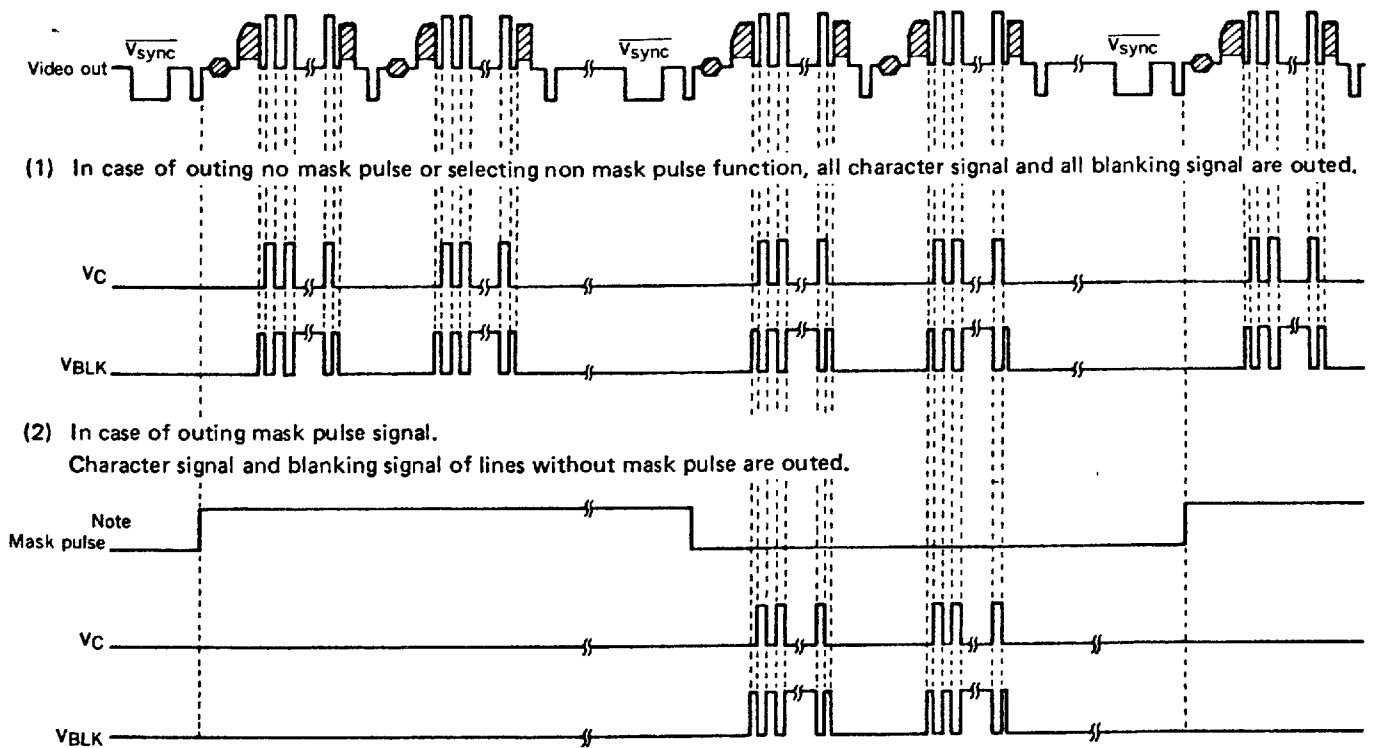 Vsync Vsync Vsync
Video out
(1) In case of outing no mask pulse or selecting non mask pulse function, all character signal and all blanking signal are outed.
VC
VBLK
(2) In case of outing mask pulse signal.
Character signal and blanking signal of lines without mask pulse are outed.
Note
Mask pulse
VC
VBLK